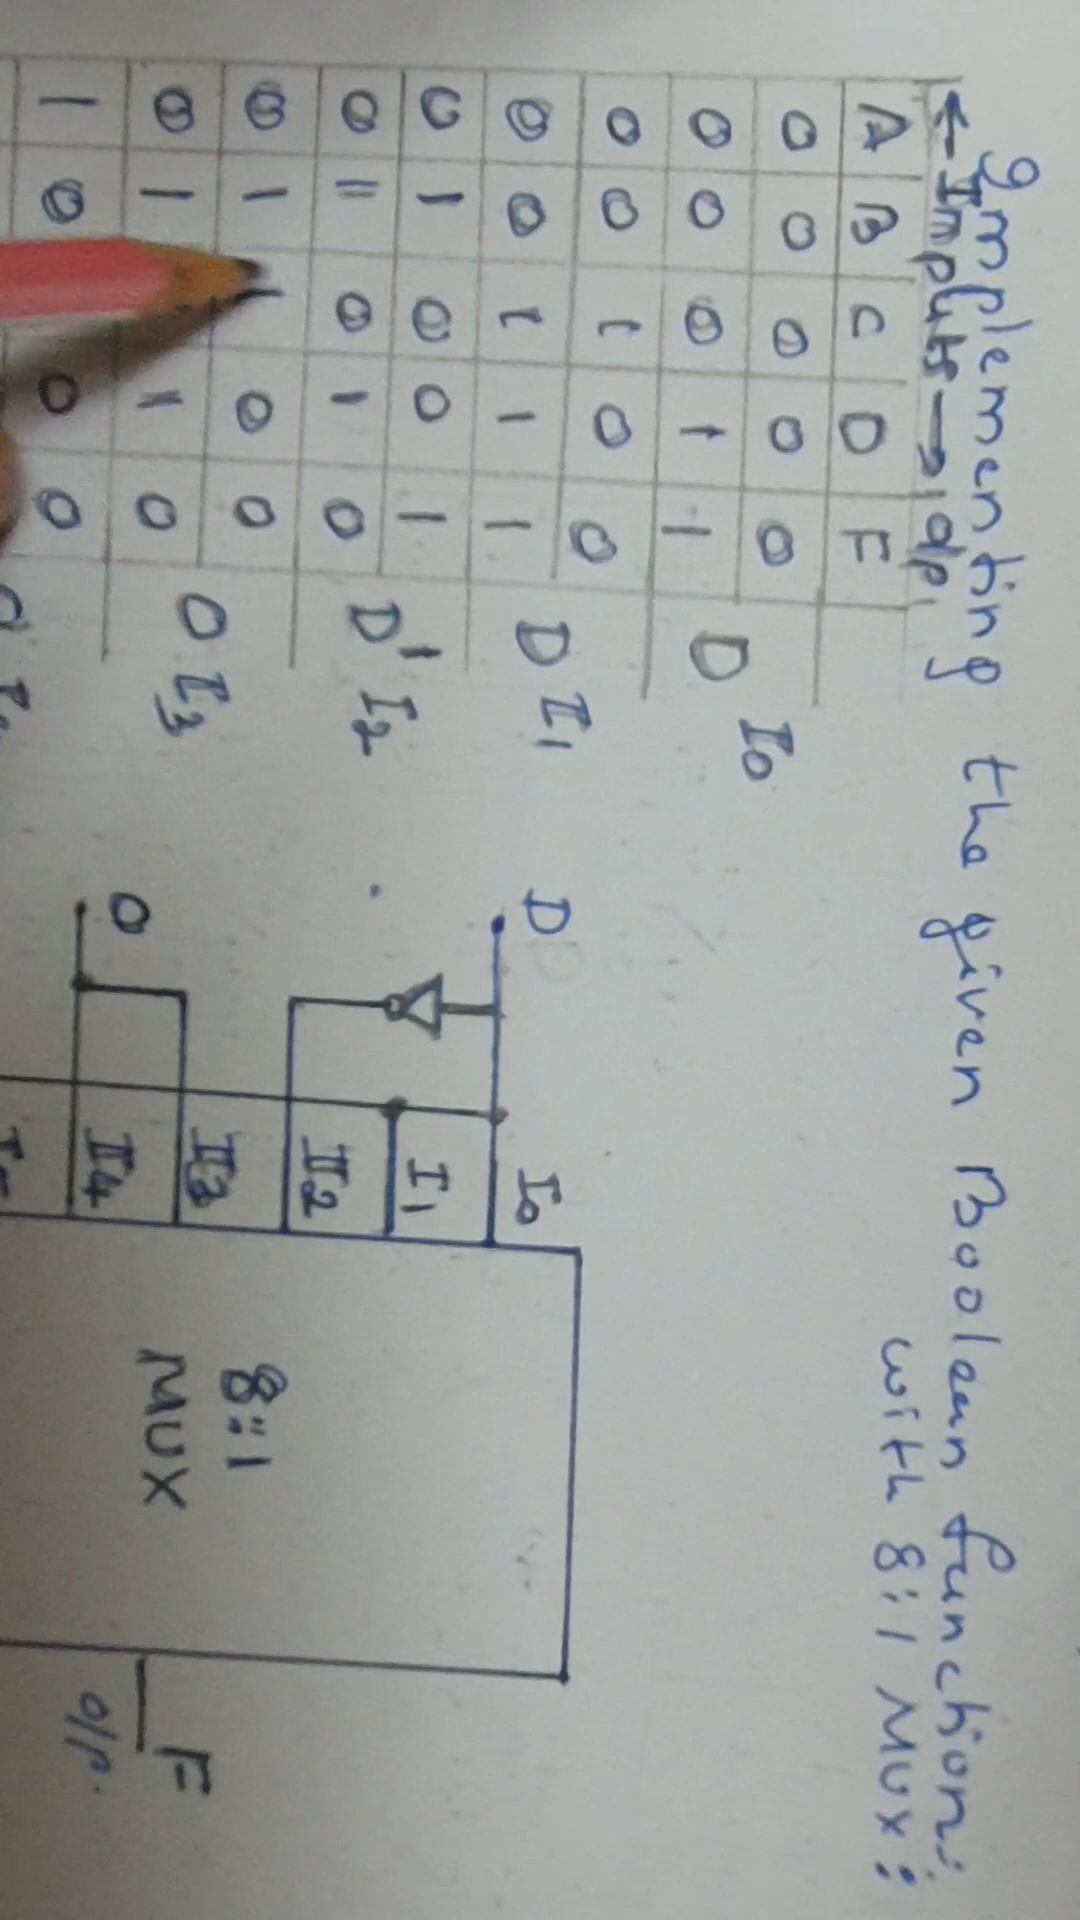 Implementing the given Boolean function:
with 8:1 MUX:
← Inputs → o/p
A B C D F
0 0 0 0 0
0 0 0 1 1
D I0
0 0 1 0 0
0 0 1 1 1
D I1
0 1 0 0 1
0 1 0 1 0
D' I2
0 1 1 0 0
0 1 1 0
0 I3
1 0 0 0
D
0
I0
I1
I2
I3
I4
8:1
MUX
F
o/p.